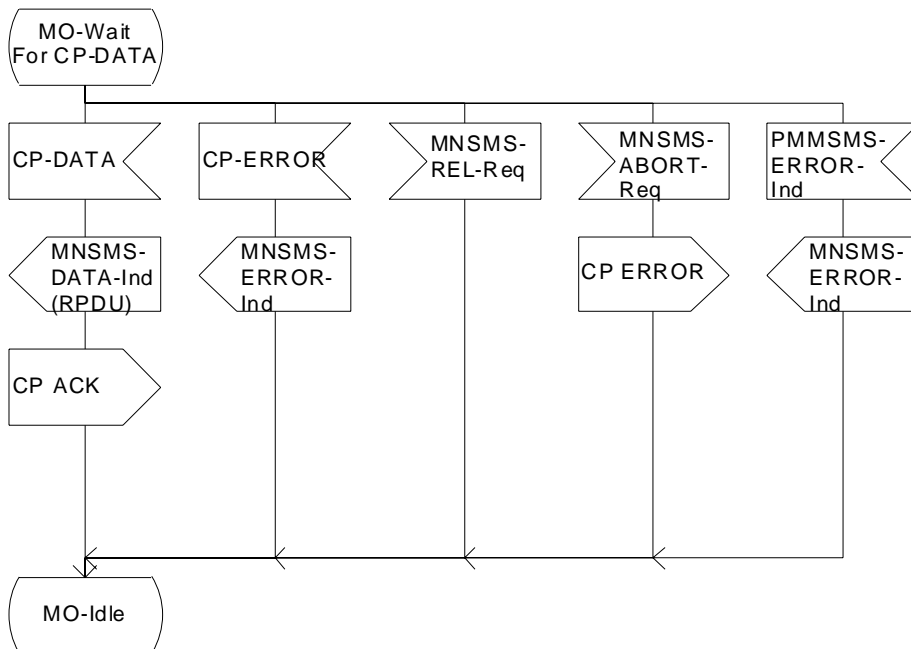 MO-Wait
For CP-DATA
CP-DATA
CP-ERROR
MNSMS-
REL-Req
MNSMS-
ABORT-
Req
PMMSMS-
ERROR-
Ind
MNSMS-
DATA-Ind
(RPDU)
MNSMS-
ERROR-
Ind
CP ERROR
MNSMS-
ERROR-
Ind
CP ACK
MO-Idle